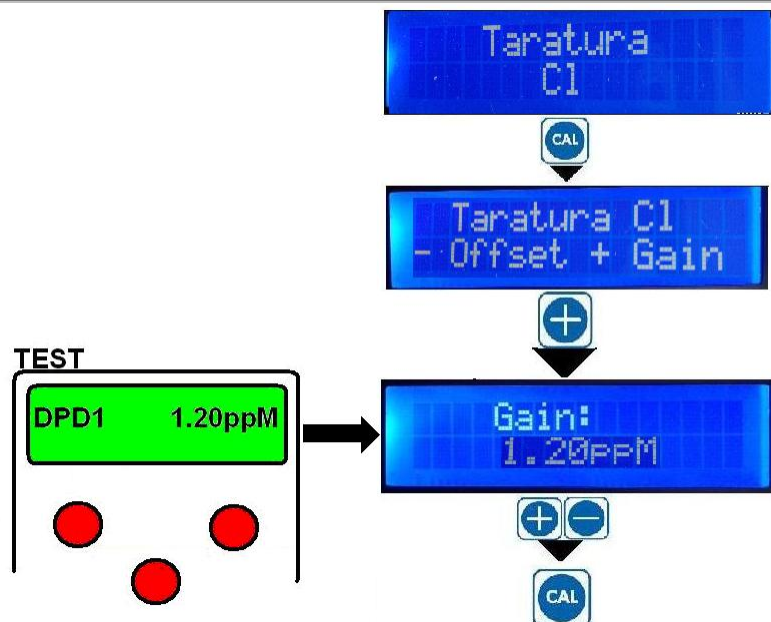 Taratura
Cl
CAL
Taratura Cl
- Offset + Gain
+
TEST
DPD1 1.20ppM
Gain:
1.20ppM
+ -
CAL